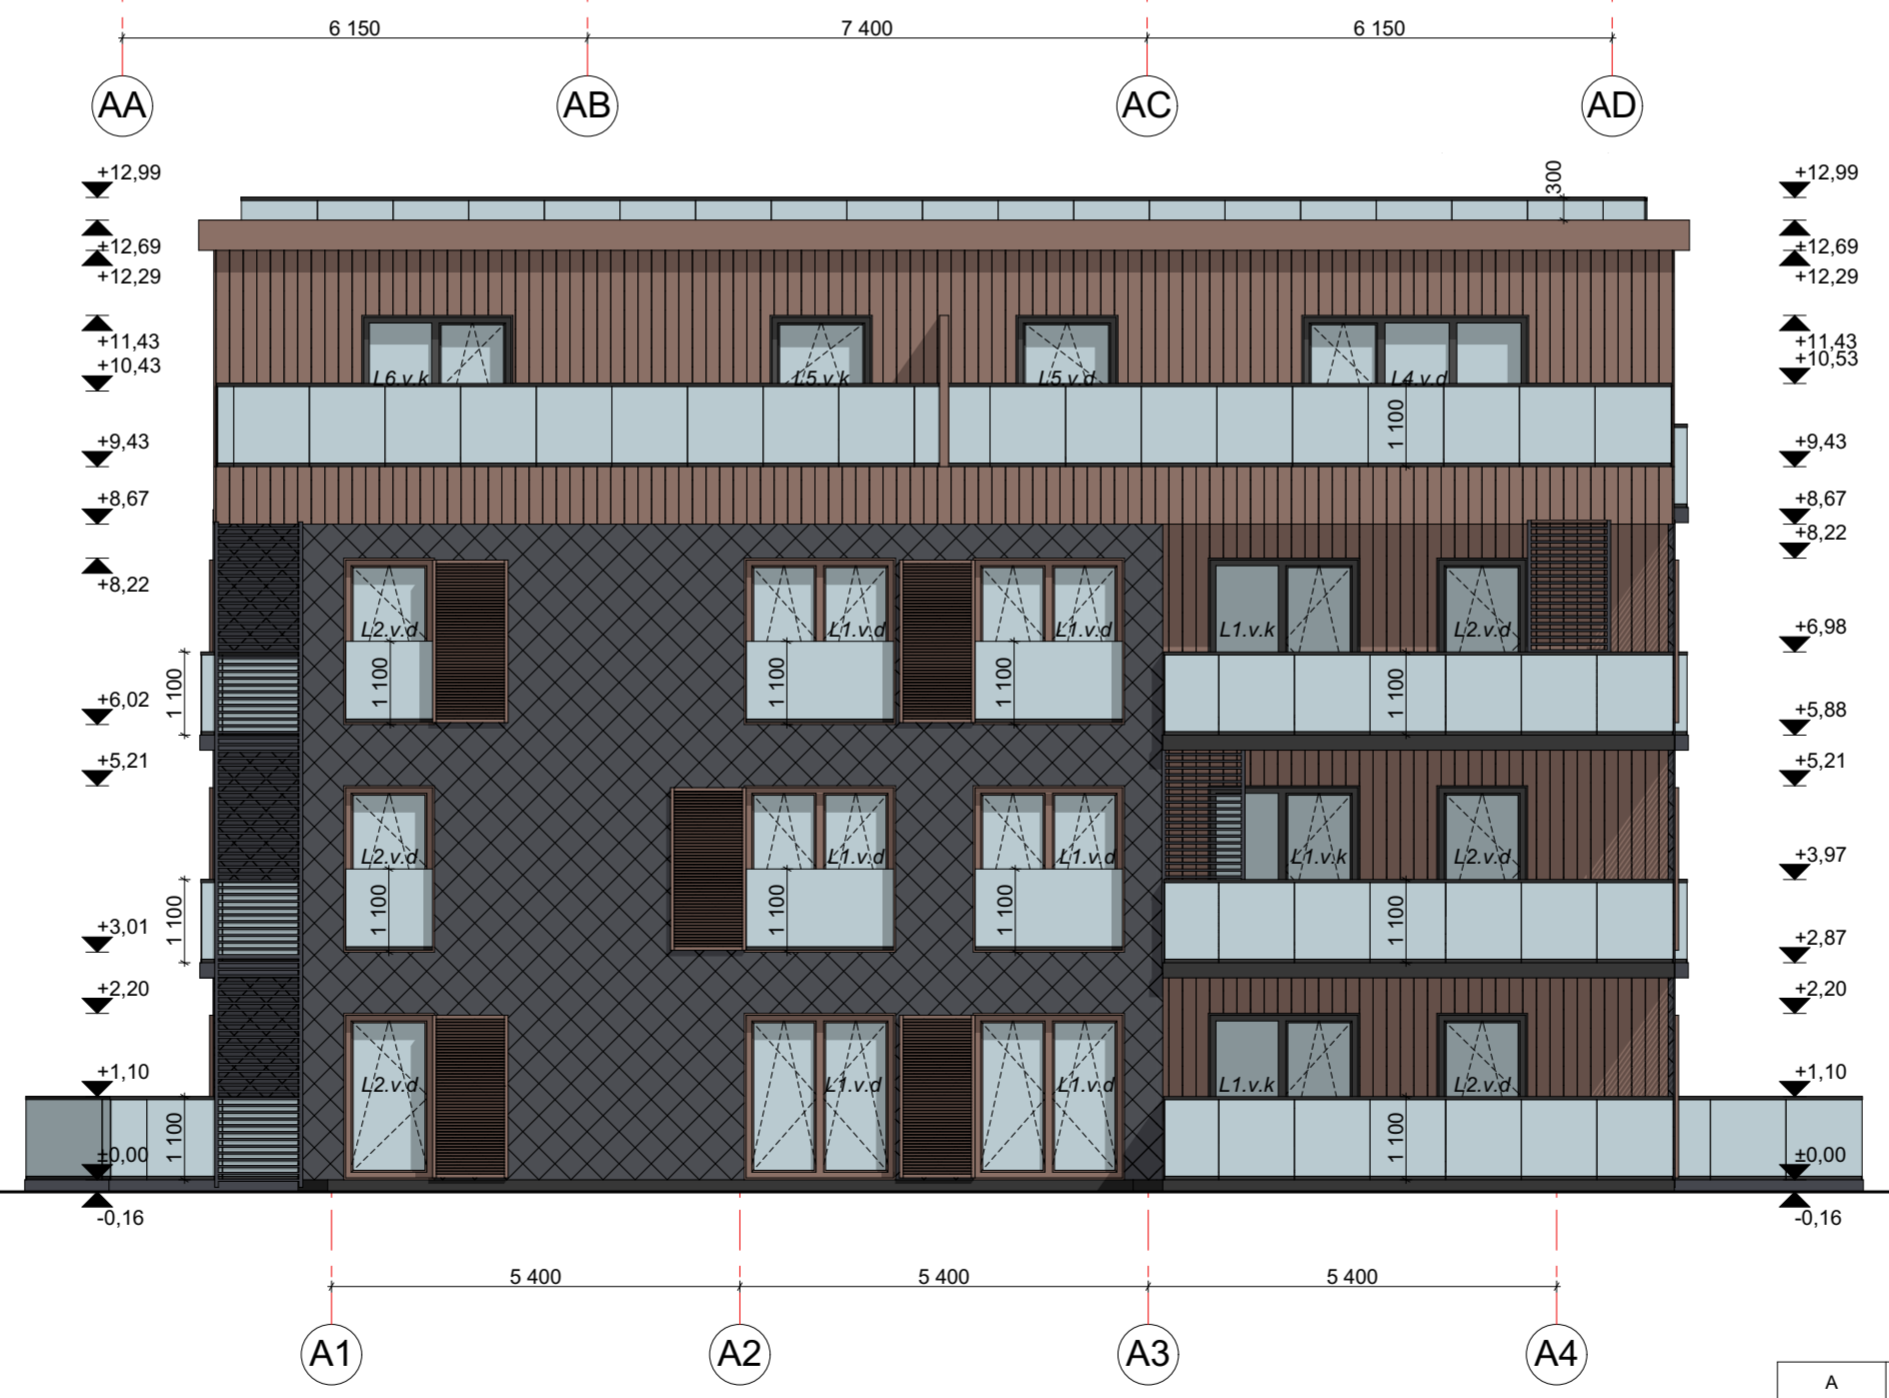 6 150 7 400 6 150
AA AB AC AD
300
+12,99 +12,99
±12,69 ±12,69
+12,29 +12,29
+11,43 +11,43
+10,43 +10,53
L6.v.k L5.v.k L5.v.d L4.v.d
1 100
+9,43 +9,43
+8,67 +8,67
+8,22 +8,22
L2.v.d L1.v.d L1.v.d L1.v.k L2.v.d
+6,98
1 100 1 100 1 100 1 100 1 100
+6,02 +5,88
+5,21 +5,21
L2.v.d L1.v.d L1.v.d L1.v.k L2.v.d
+3,97
1 100 1 100 1 100 1 100 1 100
+3,01 +2,87
+2,20 +2,20
+1,10 +1,10
L2.v.d L1.v.d L1.v.d L1.v.k L2.v.d
1 100 1 100
±0,00 ±0,00
-0,16 -0,16
5 400 5 400 5 400
A1 A2 A3 A4
A